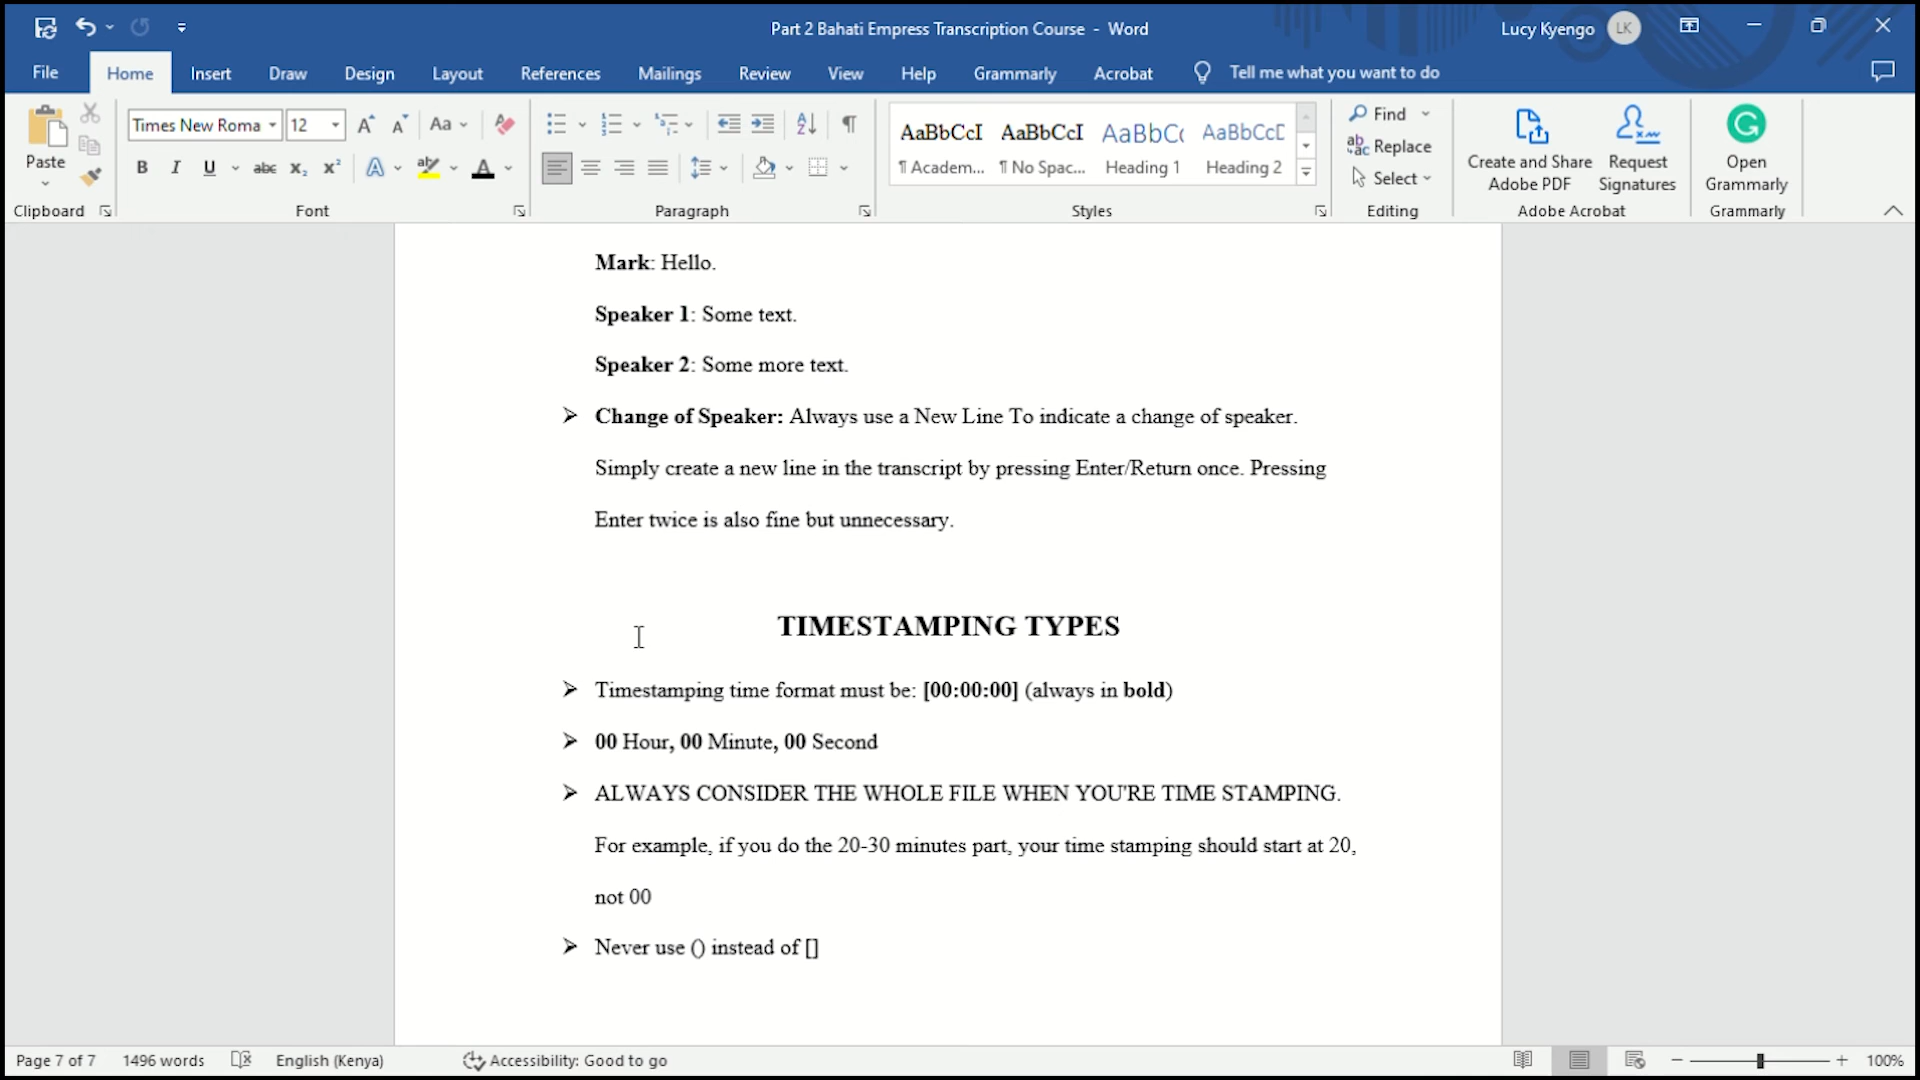 Part 2 Bahati Empress Transcription Course - Word
Lucy Kyengo
LK
File
Home
Insert
Draw
Design
Layout
References
Mailings
Review
View
Help
Grammarly
Acrobat
Tell me what you want to do
Paste
Clipboard
Times New Roma
12
Aa
B
I
U
abc
Font
Paragraph
AaBbCcI
¶ Academ...
AaBbCcI
¶ No Spac...
AaBbC
Heading 1
AaBbCcD
Heading 2
Styles
Find
Replace
Select
Editing
Create and Share
Adobe PDF
Request
Signatures
Adobe Acrobat
Open
Grammarly
Grammarly
Mark: Hello.
Speaker 1: Some text.
Speaker 2: Some more text.
➢ Change of Speaker: Always use a New Line To indicate a change of speaker.
Simply create a new line in the transcript by pressing Enter/Return once. Pressing
Enter twice is also fine but unnecessary.
TIMESTAMPING TYPES
➢ Timestamping time format must be: [00:00:00] (always in bold)
➢ 00 Hour, 00 Minute, 00 Second
➢ ALWAYS CONSIDER THE WHOLE FILE WHEN YOU'RE TIME STAMPING.
For example, if you do the 20-30 minutes part, your time stamping should start at 20,
not 00
➢ Never use () instead of []
Page 7 of 7
1496 words
English (Kenya)
Accessibility: Good to go
100%